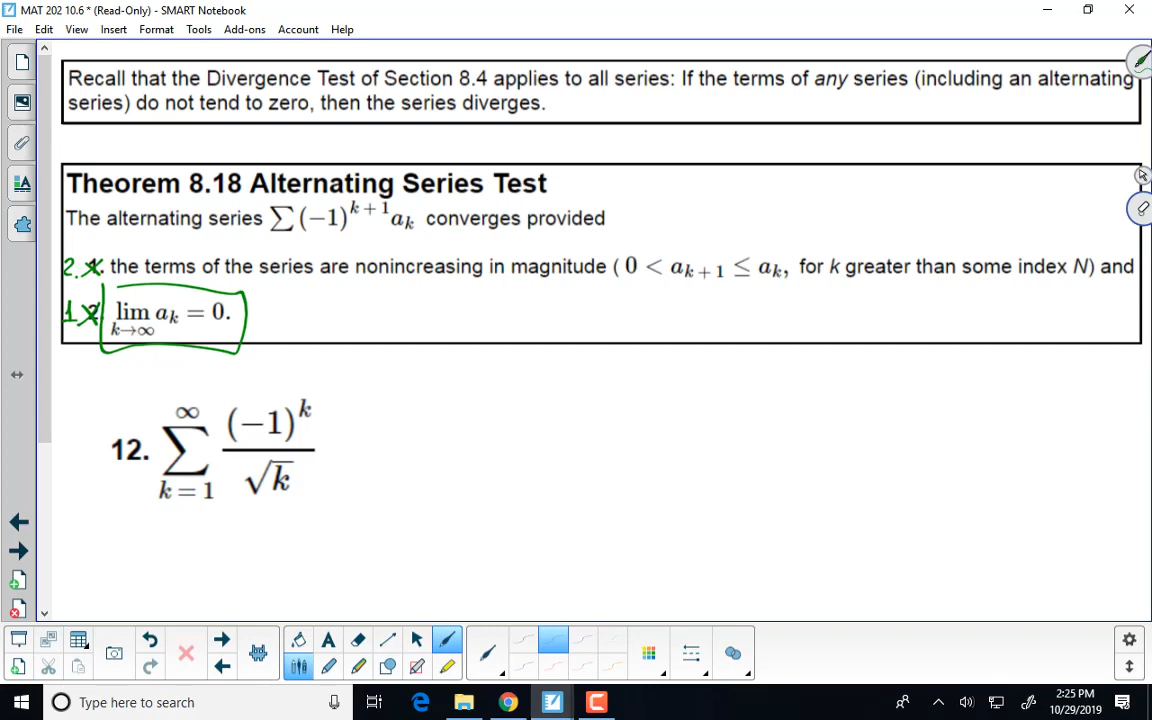 MAT 202 10.6 * (Read-Only) - SMART Notebook
File Edit View Insert Format Tools Add-ons Account Help
Recall that the Divergence Test of Section 8.4 applies to all series: If the terms of any series (including an alternating
series) do not tend to zero, then the series diverges.
Theorem 8.18 Alternating Series Test
The alternating series ∑(−1)^{k+1} a_k converges provided
2. 1. the terms of the series are nonincreasing in magnitude ( 0 < a_{k+1} ≤ a_k, for k greater than some index N) and
1 2. lim_{k→∞} a_k = 0.
12. ∑_{k=1}^{∞} (−1)^k / √k
Type here to search
2:25 PM
10/29/2019